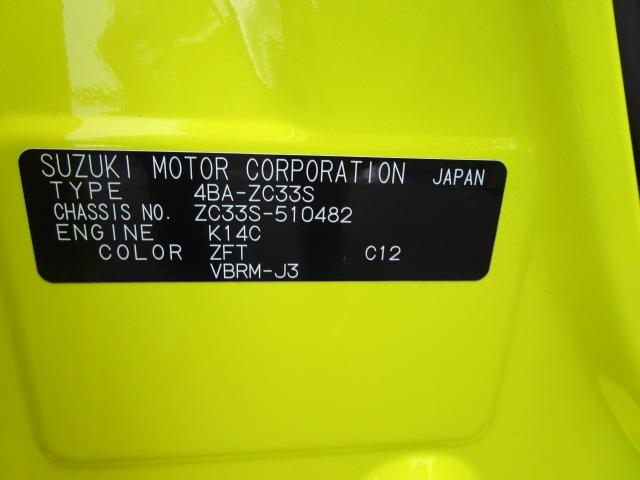 SUZUKI MOTOR CORPORATION JAPAN
TYPE 4BA-ZC33S
CHASSIS NO. ZC33S-510482
ENGINE K14C
COLOR ZFT C12
VBRM-J3